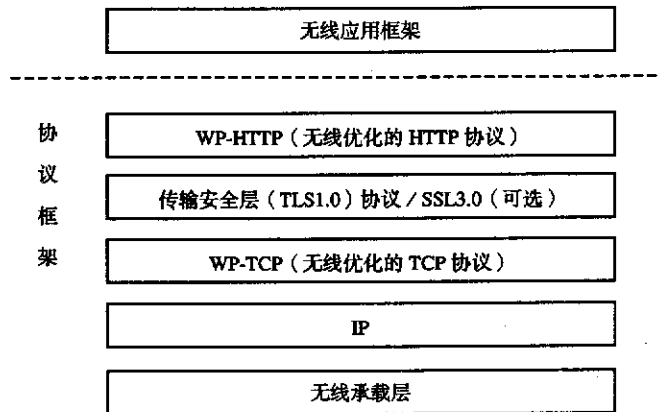 无线应用框架
协议框架
WP-HTTP（无线优化的 HTTP 协议）
传输安全层（TLS1.0）协议／SSL3.0（可选）
WP-TCP（无线优化的 TCP 协议）
IP
无线承载层